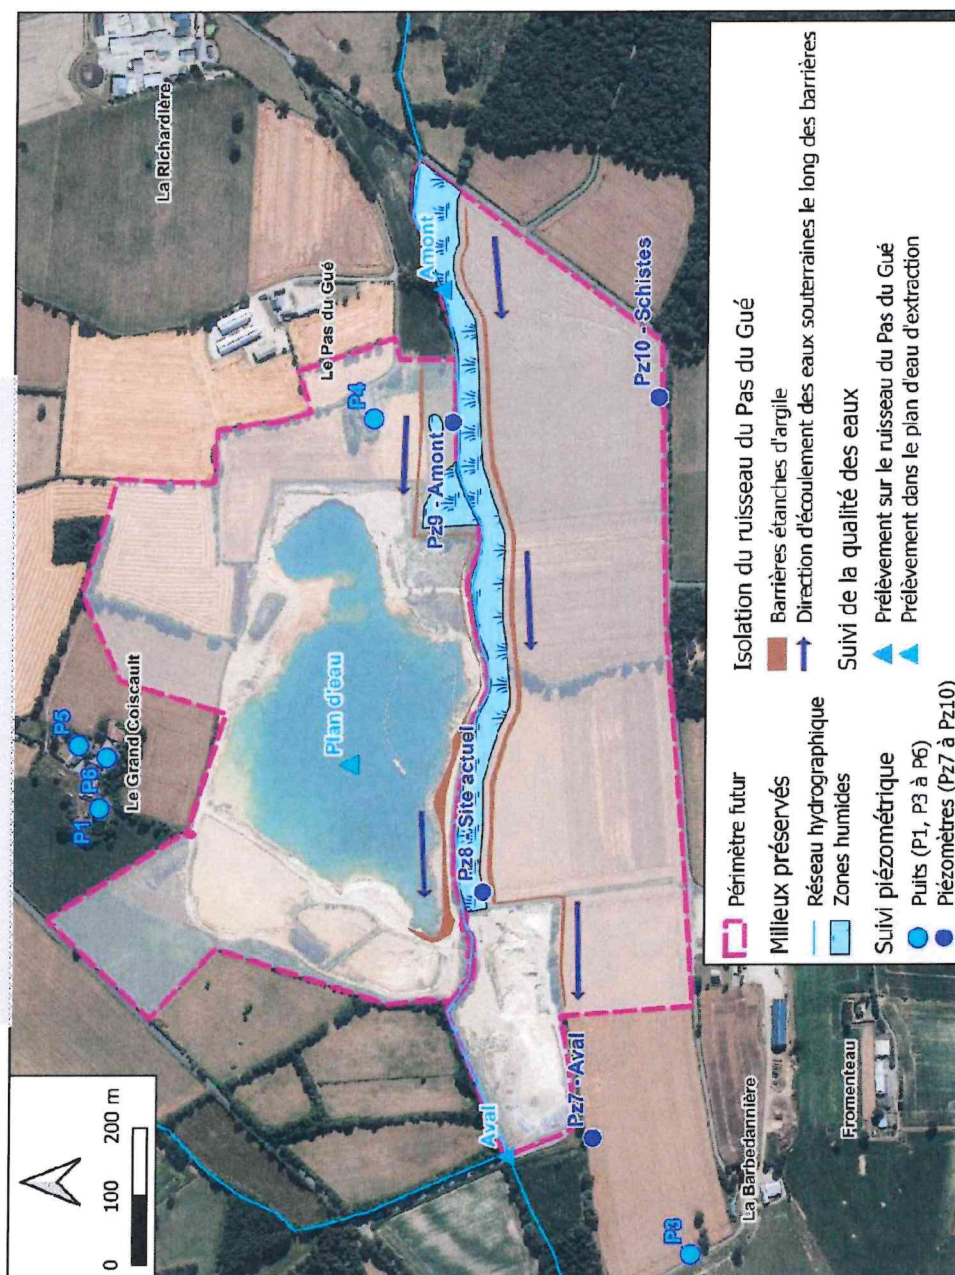 0 100 200 m
La Richardière
Le Pas du Gué
Le Grand Coiscault
P1
P5
P6
P4
Plan d'eau
Amont
Pz9 - Amont
Pz8 - Site actuel
Aval
Pz7 - Aval
Pz10 - Schistes
P3
La Barbedannière
Fromenteau
Périmètre futur
Milieux préservés
Réseau hydrographique
Zones humides
Suivi piézométrique
Puits (P1, P3 à P6)
Piézomètres (Pz7 à Pz10)
Isolation du ruisseau du Pas du Gué
Barrières étanches d'argile
Direction d'écoulement des eaux souterraines le long des barrières
Suivi de la qualité des eaux
Prélèvement sur le ruisseau du Pas du Gué
Prélèvement dans le plan d'eau d'extraction